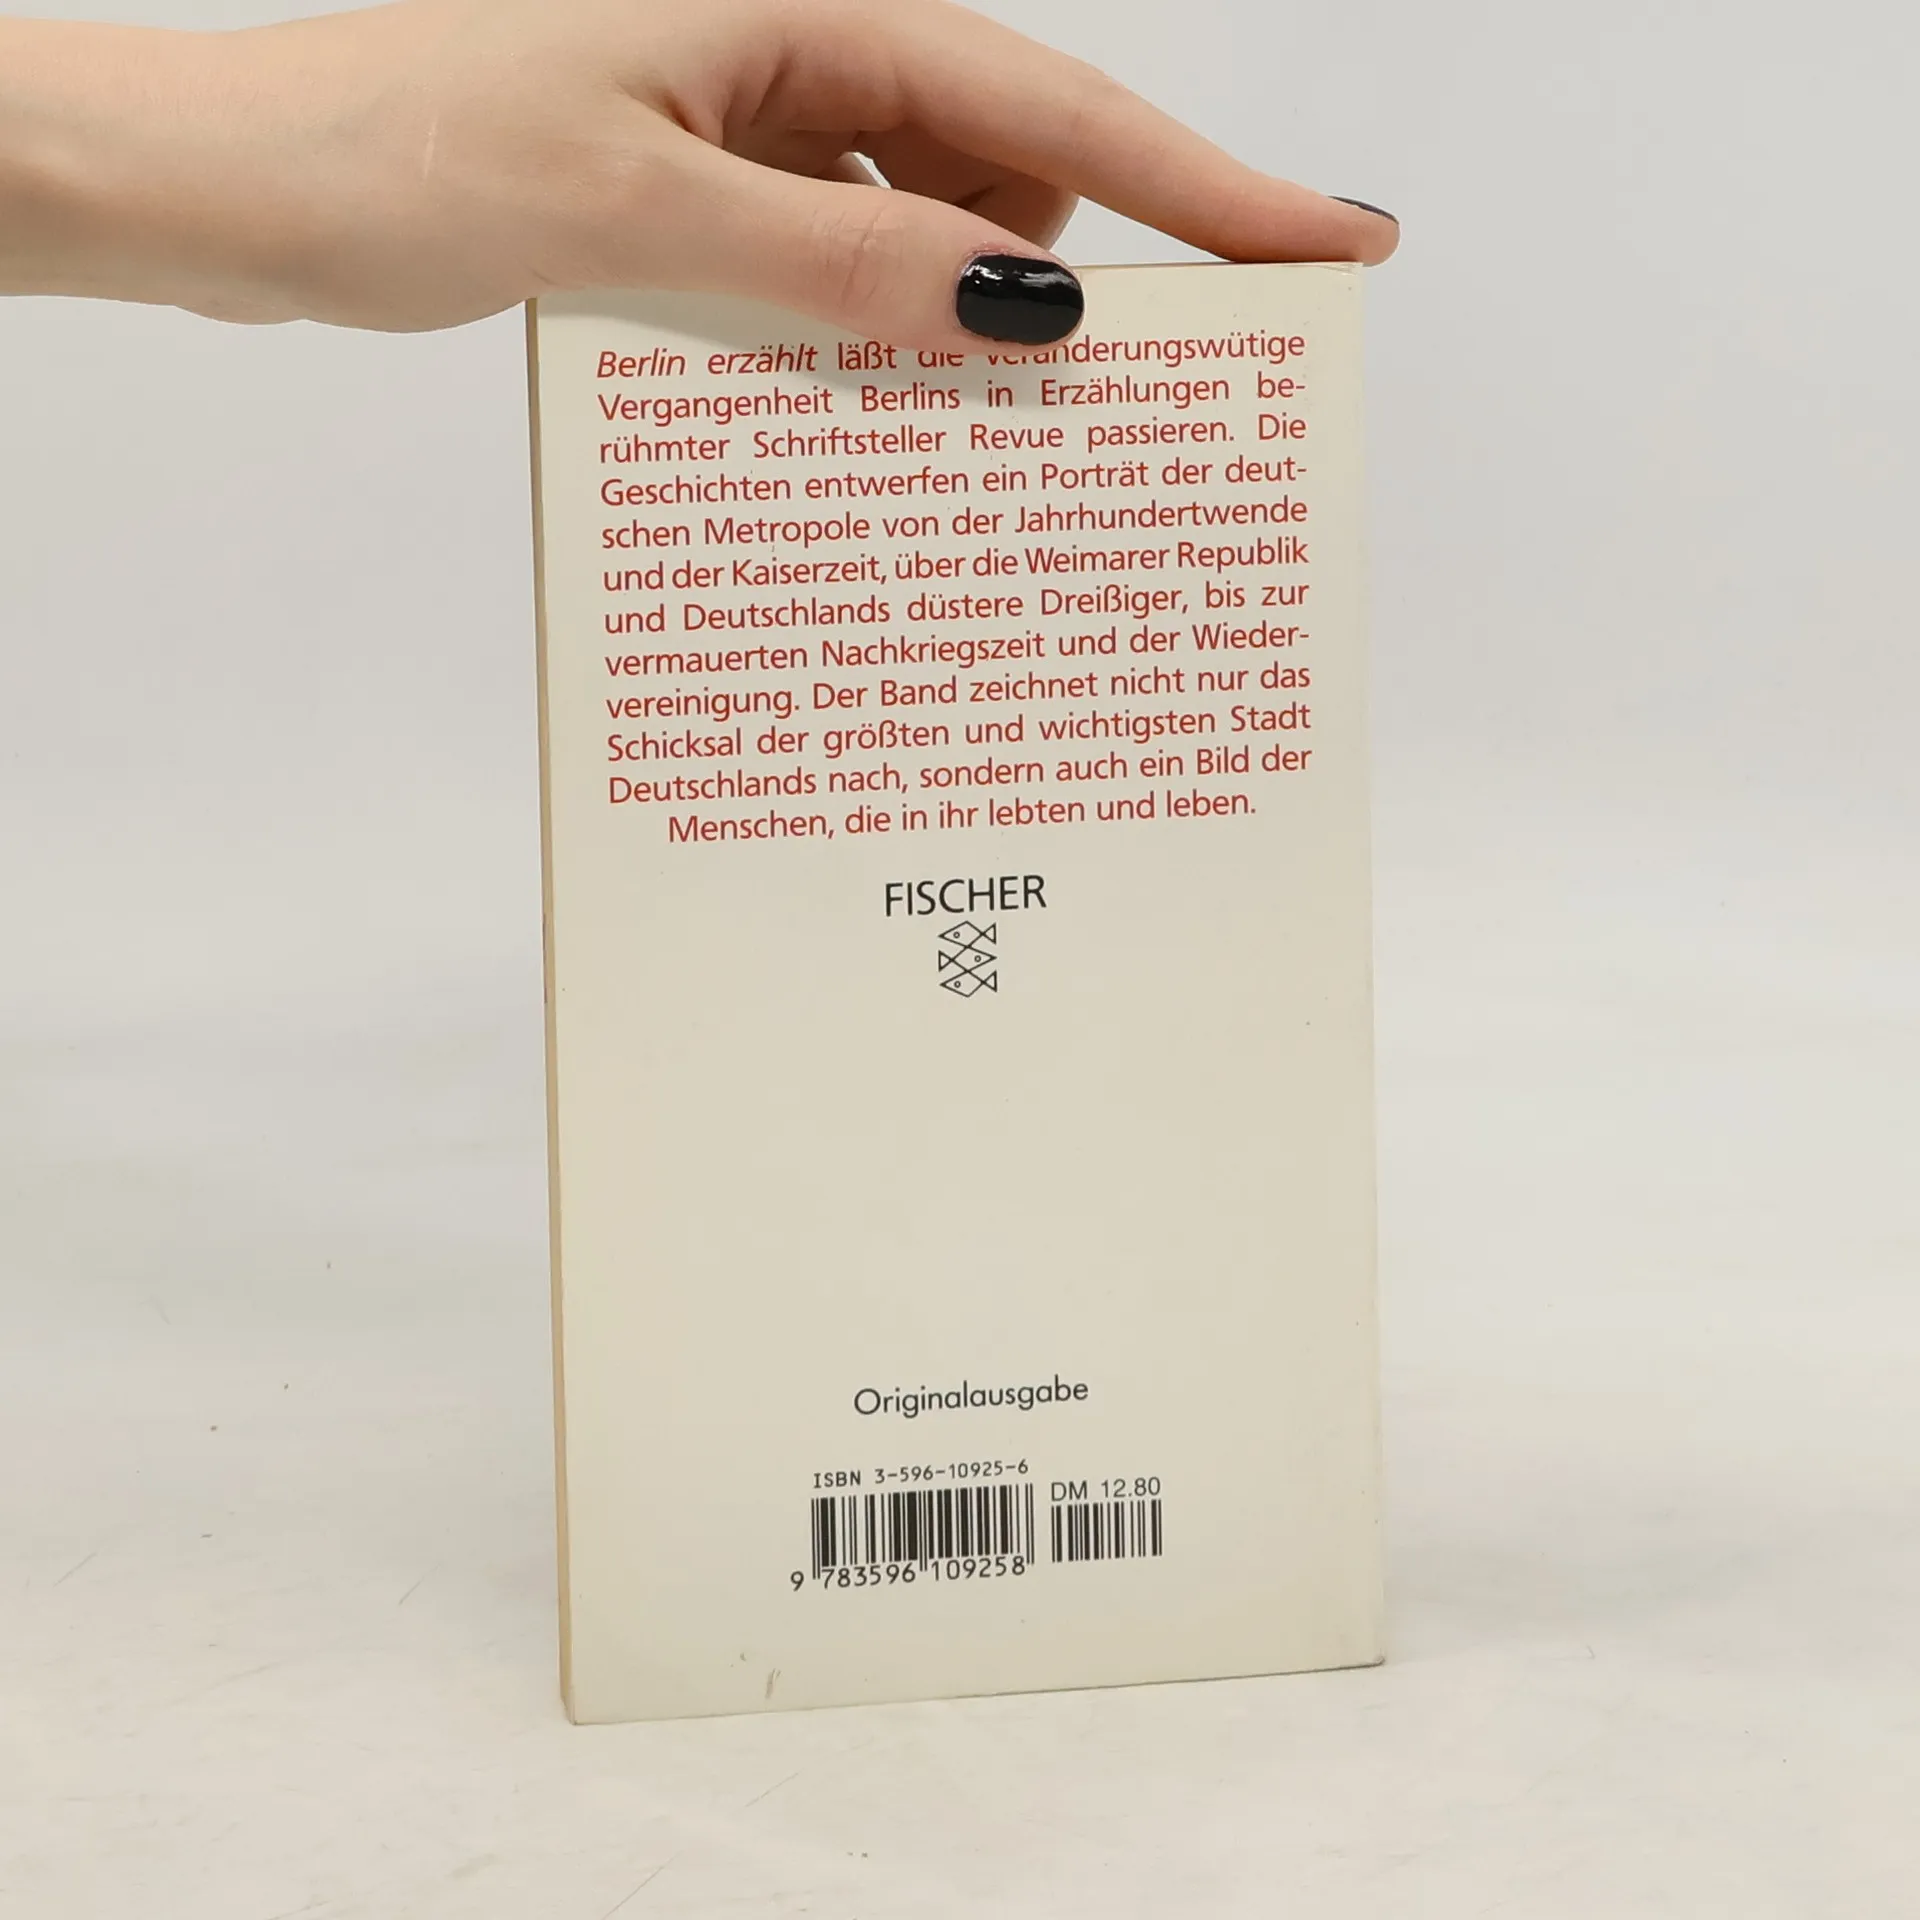 Berlin erzählt läßt die veränderungswütige
Vergangenheit Berlins in Erzählungen be-
rühmter Schriftsteller Revue passieren. Die
Geschichten entwerfen ein Porträt der deut-
schen Metropole von der Jahrhundertwende
und der Kaiserzeit, über die Weimarer Republik
und Deutschlands düstere Dreißiger, bis zur
vermauerten Nachkriegszeit und der Wieder-
vereinigung. Der Band zeichnet nicht nur das
Schicksal der größten und wichtigsten Stadt
Deutschlands nach, sondern auch ein Bild der
Menschen, die in ihr lebten und leben.
FISCHER
Originalausgabe
ISBN 3-596-10925-6
DM 12.80
9 783596 109258